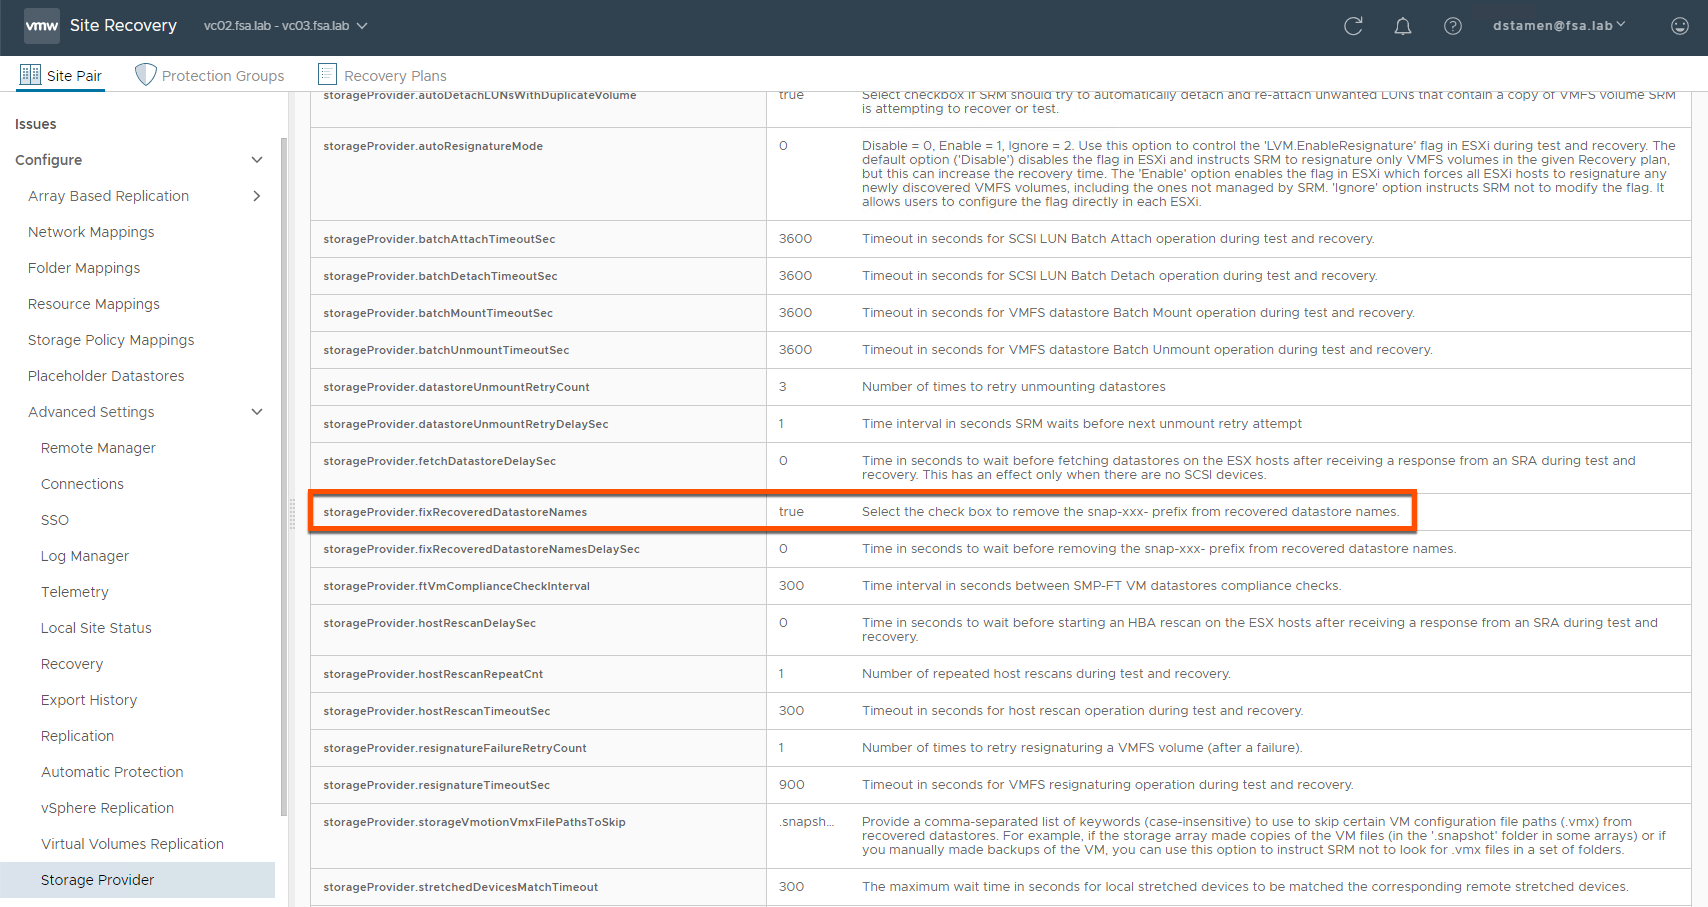 vmw Site Recovery vc02.fsa.lab - vc03.fsa.lab dstamen@fsa.lab
Site Pair Protection Groups Recovery Plans
Issues
Configure
Array Based Replication
Network Mappings
Folder Mappings
Resource Mappings
Storage Policy Mappings
Placeholder Datastores
Advanced Settings
Remote Manager
Connections
SSO
Log Manager
Telemetry
Local Site Status
Recovery
Export History
Replication
Automatic Protection
vSphere Replication
Virtual Volumes Replication
Storage Provider
storageProvider.autoDetachLUNsWithDuplicateVolume true Select checkbox if SRM should try to automatically detach and re-attach unwanted LUNs that contain a copy of VMFS volume SRM
is attempting to recover or test.
storageProvider.autoResignatureMode 0 Disable = 0, Enable = 1, Ignore = 2. Use this option to control the 'LVM.EnableResignature' flag in ESXi during test and recovery. The
default option ('Disable') disables the flag in ESXi and instructs SRM to resignature only VMFS volumes in the given Recovery plan,
but this can increase the recovery time. The 'Enable' option enables the flag in ESXi which forces all ESXi hosts to resignature any
newly discovered VMFS volumes, including the ones not managed by SRM. 'Ignore' option instructs SRM not to modify the flag. It
allows users to configure the flag directly in each ESXi.
storageProvider.batchAttachTimeoutSec 3600 Timeout in seconds for SCSI LUN Batch Attach operation during test and recovery.
storageProvider.batchDetachTimeoutSec 3600 Timeout in seconds for SCSI LUN Batch Detach operation during test and recovery.
storageProvider.batchMountTimeoutSec 3600 Timeout in seconds for VMFS datastore Batch Mount operation during test and recovery.
storageProvider.batchUnmountTimeoutSec 3600 Timeout in seconds for VMFS datastore Batch Unmount operation during test and recovery.
storageProvider.datastoreUnmountRetryCount 3 Number of times to retry unmounting datastores
storageProvider.datastoreUnmountRetryDelaySec 1 Time interval in seconds SRM waits before next unmount retry attempt
storageProvider.fetchDatastoreDelaySec 0 Time in seconds to wait before fetching datastores on the ESX hosts after receiving a response from an SRA during test and
recovery. This has an effect only when there are no SCSI devices.
storageProvider.fixRecoveredDatastoreNames true Select the check box to remove the snap-xxx- prefix from recovered datastore names.
storageProvider.fixRecoveredDatastoreNamesDelaySec 0 Time in seconds to wait before removing the snap-xxx- prefix from recovered datastore names.
storageProvider.ftVmComplianceCheckInterval 300 Time interval in seconds between SMP-FT VM datastores compliance checks.
storageProvider.hostRescanDelaySec 0 Time in seconds to wait before starting an HBA rescan on the ESX hosts after receiving a response from an SRA during test and
recovery.
storageProvider.hostRescanRepeatCnt 1 Number of repeated host rescans during test and recovery.
storageProvider.hostRescanTimeoutSec 300 Timeout in seconds for host rescan operation during test and recovery.
storageProvider.resignatureFailureRetryCount 1 Number of times to retry resignaturing a VMFS volume (after a failure).
storageProvider.resignatureTimeoutSec 900 Timeout in seconds for VMFS resignaturing operation during test and recovery.
storageProvider.storageVmotionVmxFilePathsToSkip .snapsh... Provide a comma-separated list of keywords (case-insensitive) to use to skip certain VM configuration file paths (.vmx) from
recovered datastores. For example, if the storage array made copies of the VM files (in the '.snapshot' folder in some arrays) or if
you manually made backups of the VM, you can use this option to instruct SRM not to look for .vmx files in a set of folders.
storageProvider.stretchedDevicesMatchTimeout 300 The maximum wait time in seconds for local stretched devices to be matched the corresponding remote stretched devices.